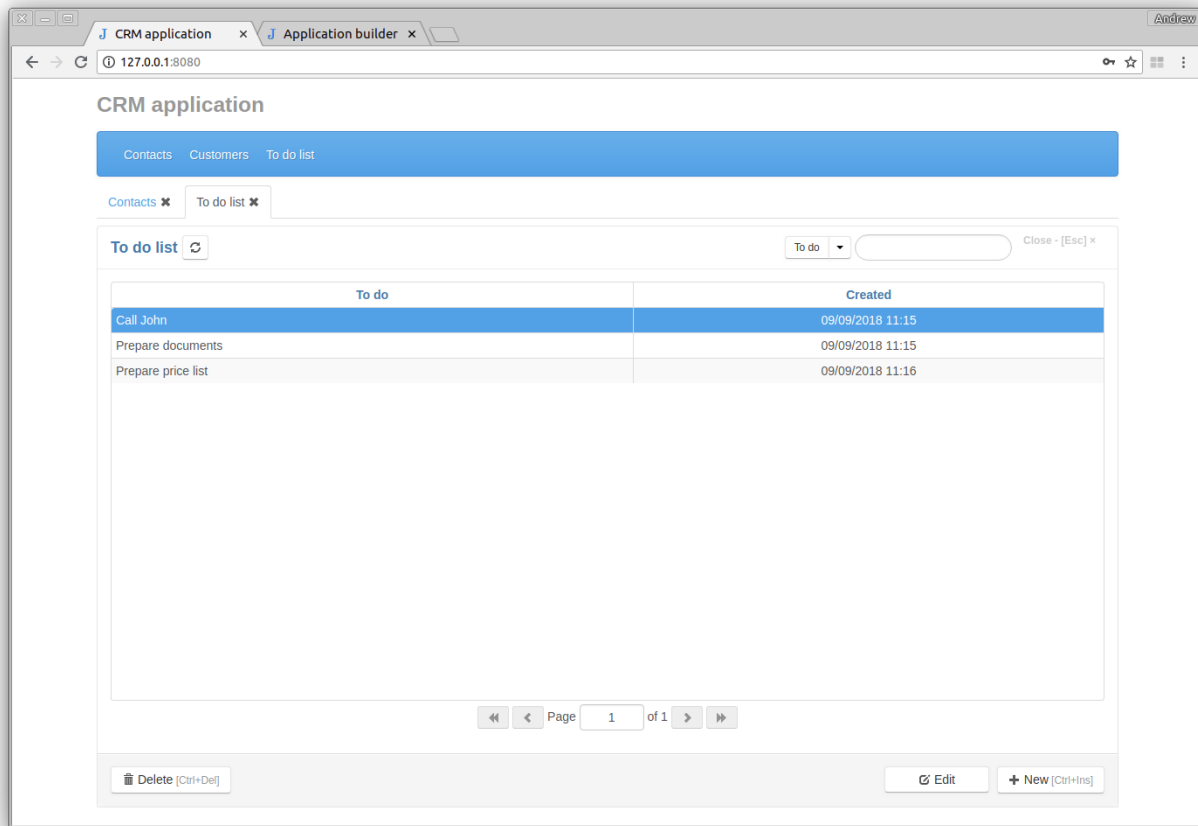 Andrew
J CRM application × J Application builder ×
127.0.0.1:8080
CRM application
Contacts Customers To do list
Contacts ✖ To do list ✖
To do list To do Close - [Esc] ×
To do Created
Call John 09/09/2018 11:15
Prepare documents 09/09/2018 11:15
Prepare price list 09/09/2018 11:16
Page 1 of 1
Delete [Ctrl+Del] Edit New [Ctrl+Ins]